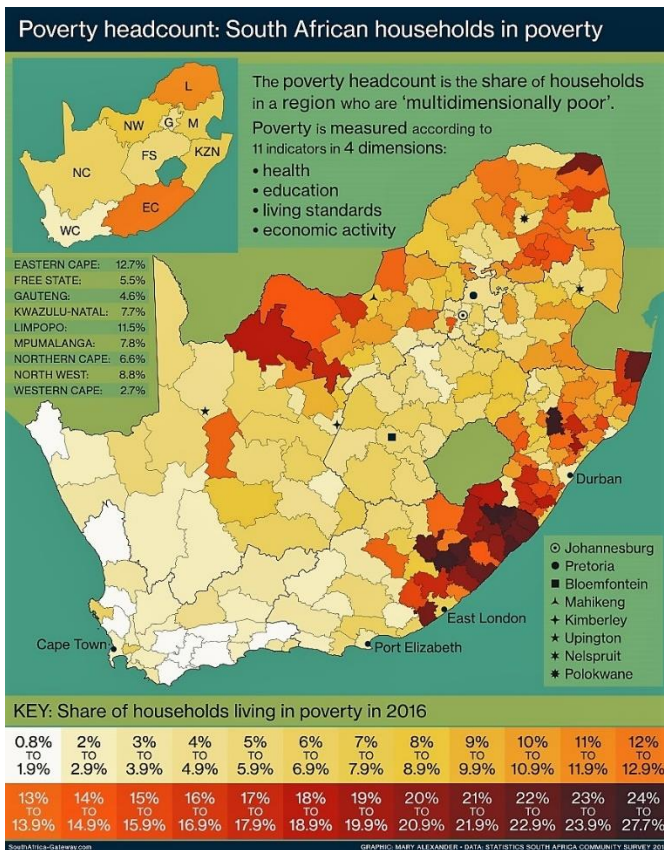 Poverty headcount: South African households in poverty
The poverty headcount is the share of households
in a region who are ‘multidimensionally poor’.
Poverty is measured according to
11 indicators in 4 dimensions:
• health
• education
• living standards
• economic activity
L
NW
G
M
NC
FS
KZN
WC
EC
EASTERN CAPE: 12.7%
FREE STATE: 5.5%
GAUTENG: 4.6%
KWAZULU-NATAL: 7.7%
LIMPOPO: 11.5%
MPUMALANGA: 7.8%
NORTHERN CAPE: 6.6%
NORTH WEST: 8.8%
WESTERN CAPE: 2.7%
Durban
East London
Port Elizabeth
Cape Town
Johannesburg
Pretoria
Bloemfontein
Mahikeng
Kimberley
Upington
Nelspruit
Polokwane
KEY: Share of households living in poverty in 2016
0.8% TO 1.9%
2% TO 2.9%
3% TO 3.9%
4% TO 4.9%
5% TO 5.9%
6% TO 6.9%
7% TO 7.9%
8% TO 8.9%
9% TO 9.9%
10% TO 10.9%
11% TO 11.9%
12% TO 12.9%
13% TO 13.9%
14% TO 14.9%
15% TO 15.9%
16% TO 16.9%
17% TO 17.9%
18% TO 18.9%
19% TO 19.9%
20% TO 20.9%
21% TO 21.9%
22% TO 22.9%
23% TO 23.9%
24% TO 27.7%
SouthAfrica-Gateway.com
GRAPHIC: MARY ALEXANDER • DATA: STATISTICS SOUTH AFRICA COMMUNITY SURVEY